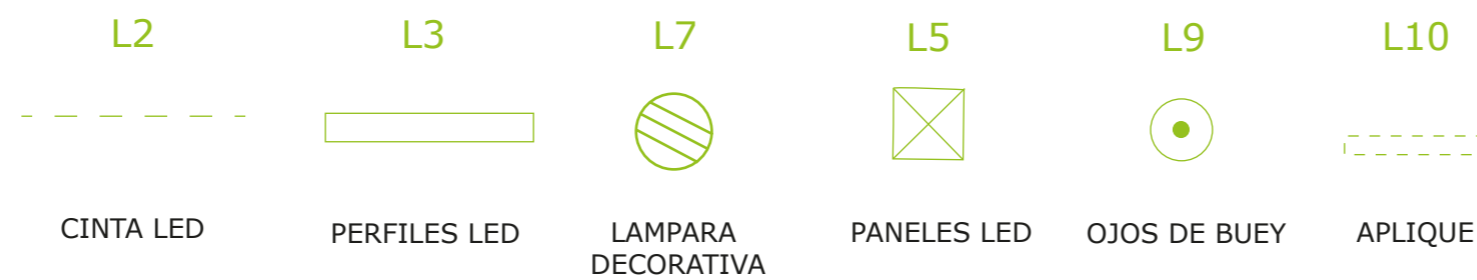 L2 L3 L7 L5 L9 L10
CINTA LED PERFILES LED LAMPARA PANELES LED OJOS DE BUEY APLIQUE
DECORATIVA